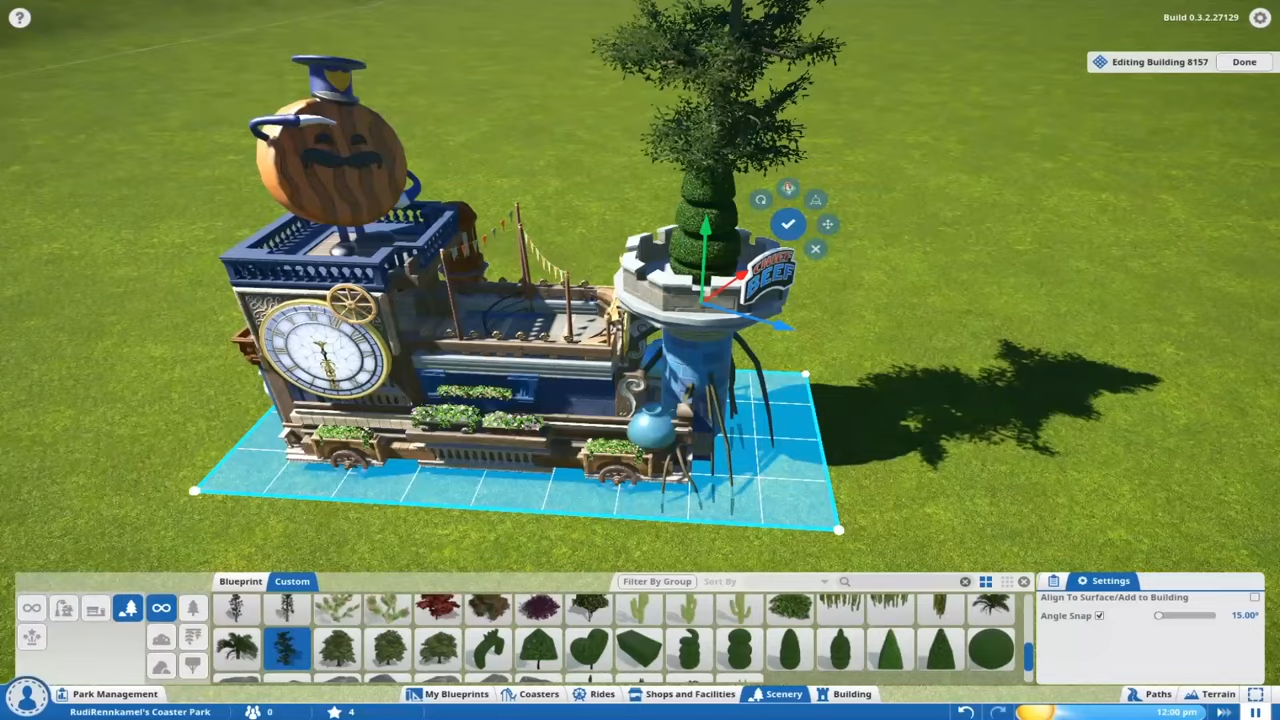 ?
Build 0.3.2.27129
Editing Building 8157
Done
CHIEF
BEEF
Blueprint
Custom
Filter By Group
Sort By
Settings
Align To Surface/Add to Building
Angle Snap
15.00°
Park Management
My Blueprints
Coasters
Rides
Shops and Facilities
Scenery
Building
Paths
Terrain
RudiRennkamel's Coaster Park
0
4
12:00 pm